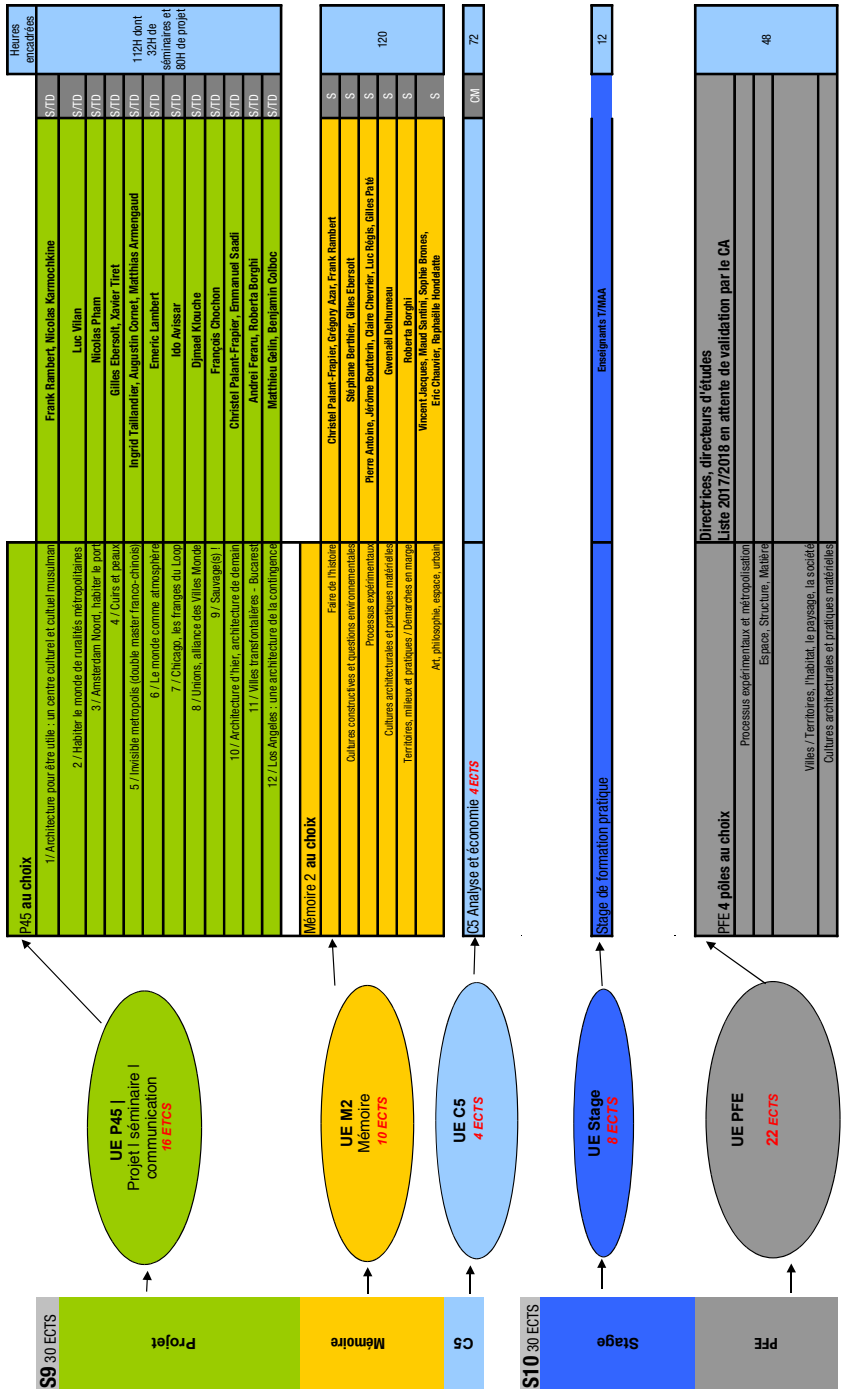 S9 30 ECTS
Projet
Mémoire
C5
UE P45 |
Projet | séminaire |
communication
16 ETCS
UE M2
Mémoire
10 ECTS
UE C5
4 ECTS
Heures
encadrées
P45 au choix
1/ Architecture pour être utile : un centre culturel et cultuel musulman Frank Rambert, Nicolas Karmochkine S/TD
2 / Habiter le monde de ruralités métropolitaines Luc Vilan S/TD
3 / Amsterdam Noord, habiter le port Nicolas Pham S/TD
4 / Cuirs et peaux Gilles Ebersolt, Xavier Tiret S/TD
5 / Invisible metropolis (double master franco-chinois) Ingrid Taillandier, Augustin Cornet, Matthias Armengaud S/TD
6 / Le monde comme atmosphère Emeric Lambert S/TD
7 / Chicago, les franges du Loop Ido Avissar S/TD
8 / Unions, alliance des Villes Monde Djmael Klouche S/TD
9 / Sauvage(s) ! François Chochon S/TD
10 / Architecture d'hier, architecture de demain Christel Palant-Frapier, Emmanuel Saadi S/TD
11 / Villes transfontalières - Bucarest Andrei Feraru, Roberta Borghi S/TD
12 / Los Angeles : une architecture de la contingence Matthieu Gelin, Benjamin Colboc S/TD
112H dont
32H de
séminaires et
80H de projet
Mémoire 2 au choix
Faire de l'histoire Christel Palant-Frapier, Grégory Azar, Frank Rambert S
Cultures constructives et questions environnementales Stéphane Berthier, Gilles Ebersolt S
Processus expérimentaux Pierre Antoine, Jérôme Boutterin, Claire Chevrier, Luc Régis, Gilles Paté S
Cultures architecturales et pratiques matérielles Gwenaël Delhumeau S
Territoires, milieux et pratiques / Démarches en marge Roberta Borghi S
Art, philosophie, espace, urbain Vincent Jacques, Maud Santini, Sophie Brones,
Eric Chauvier, Raphaëlle Hondelatte S
120
C5 Analyse et économie 4 ECTS CM 72
S10 30 ECTS
Stage
PFE
UE Stage
8 ECTS
UE PFE
22 ECTS
Stage de formation pratique Enseignants T/MAA 12
PFE 4 pôles au choix
Directrices, directeurs d'études
Liste 2017/2018 en attente de validation par le CA
Processus expérimentaux et métropolisation
Espace, Structure, Matière
Villes / Territoires, l'habitat, le paysage, la société
Cultures architecturales et pratiques matérielles
48